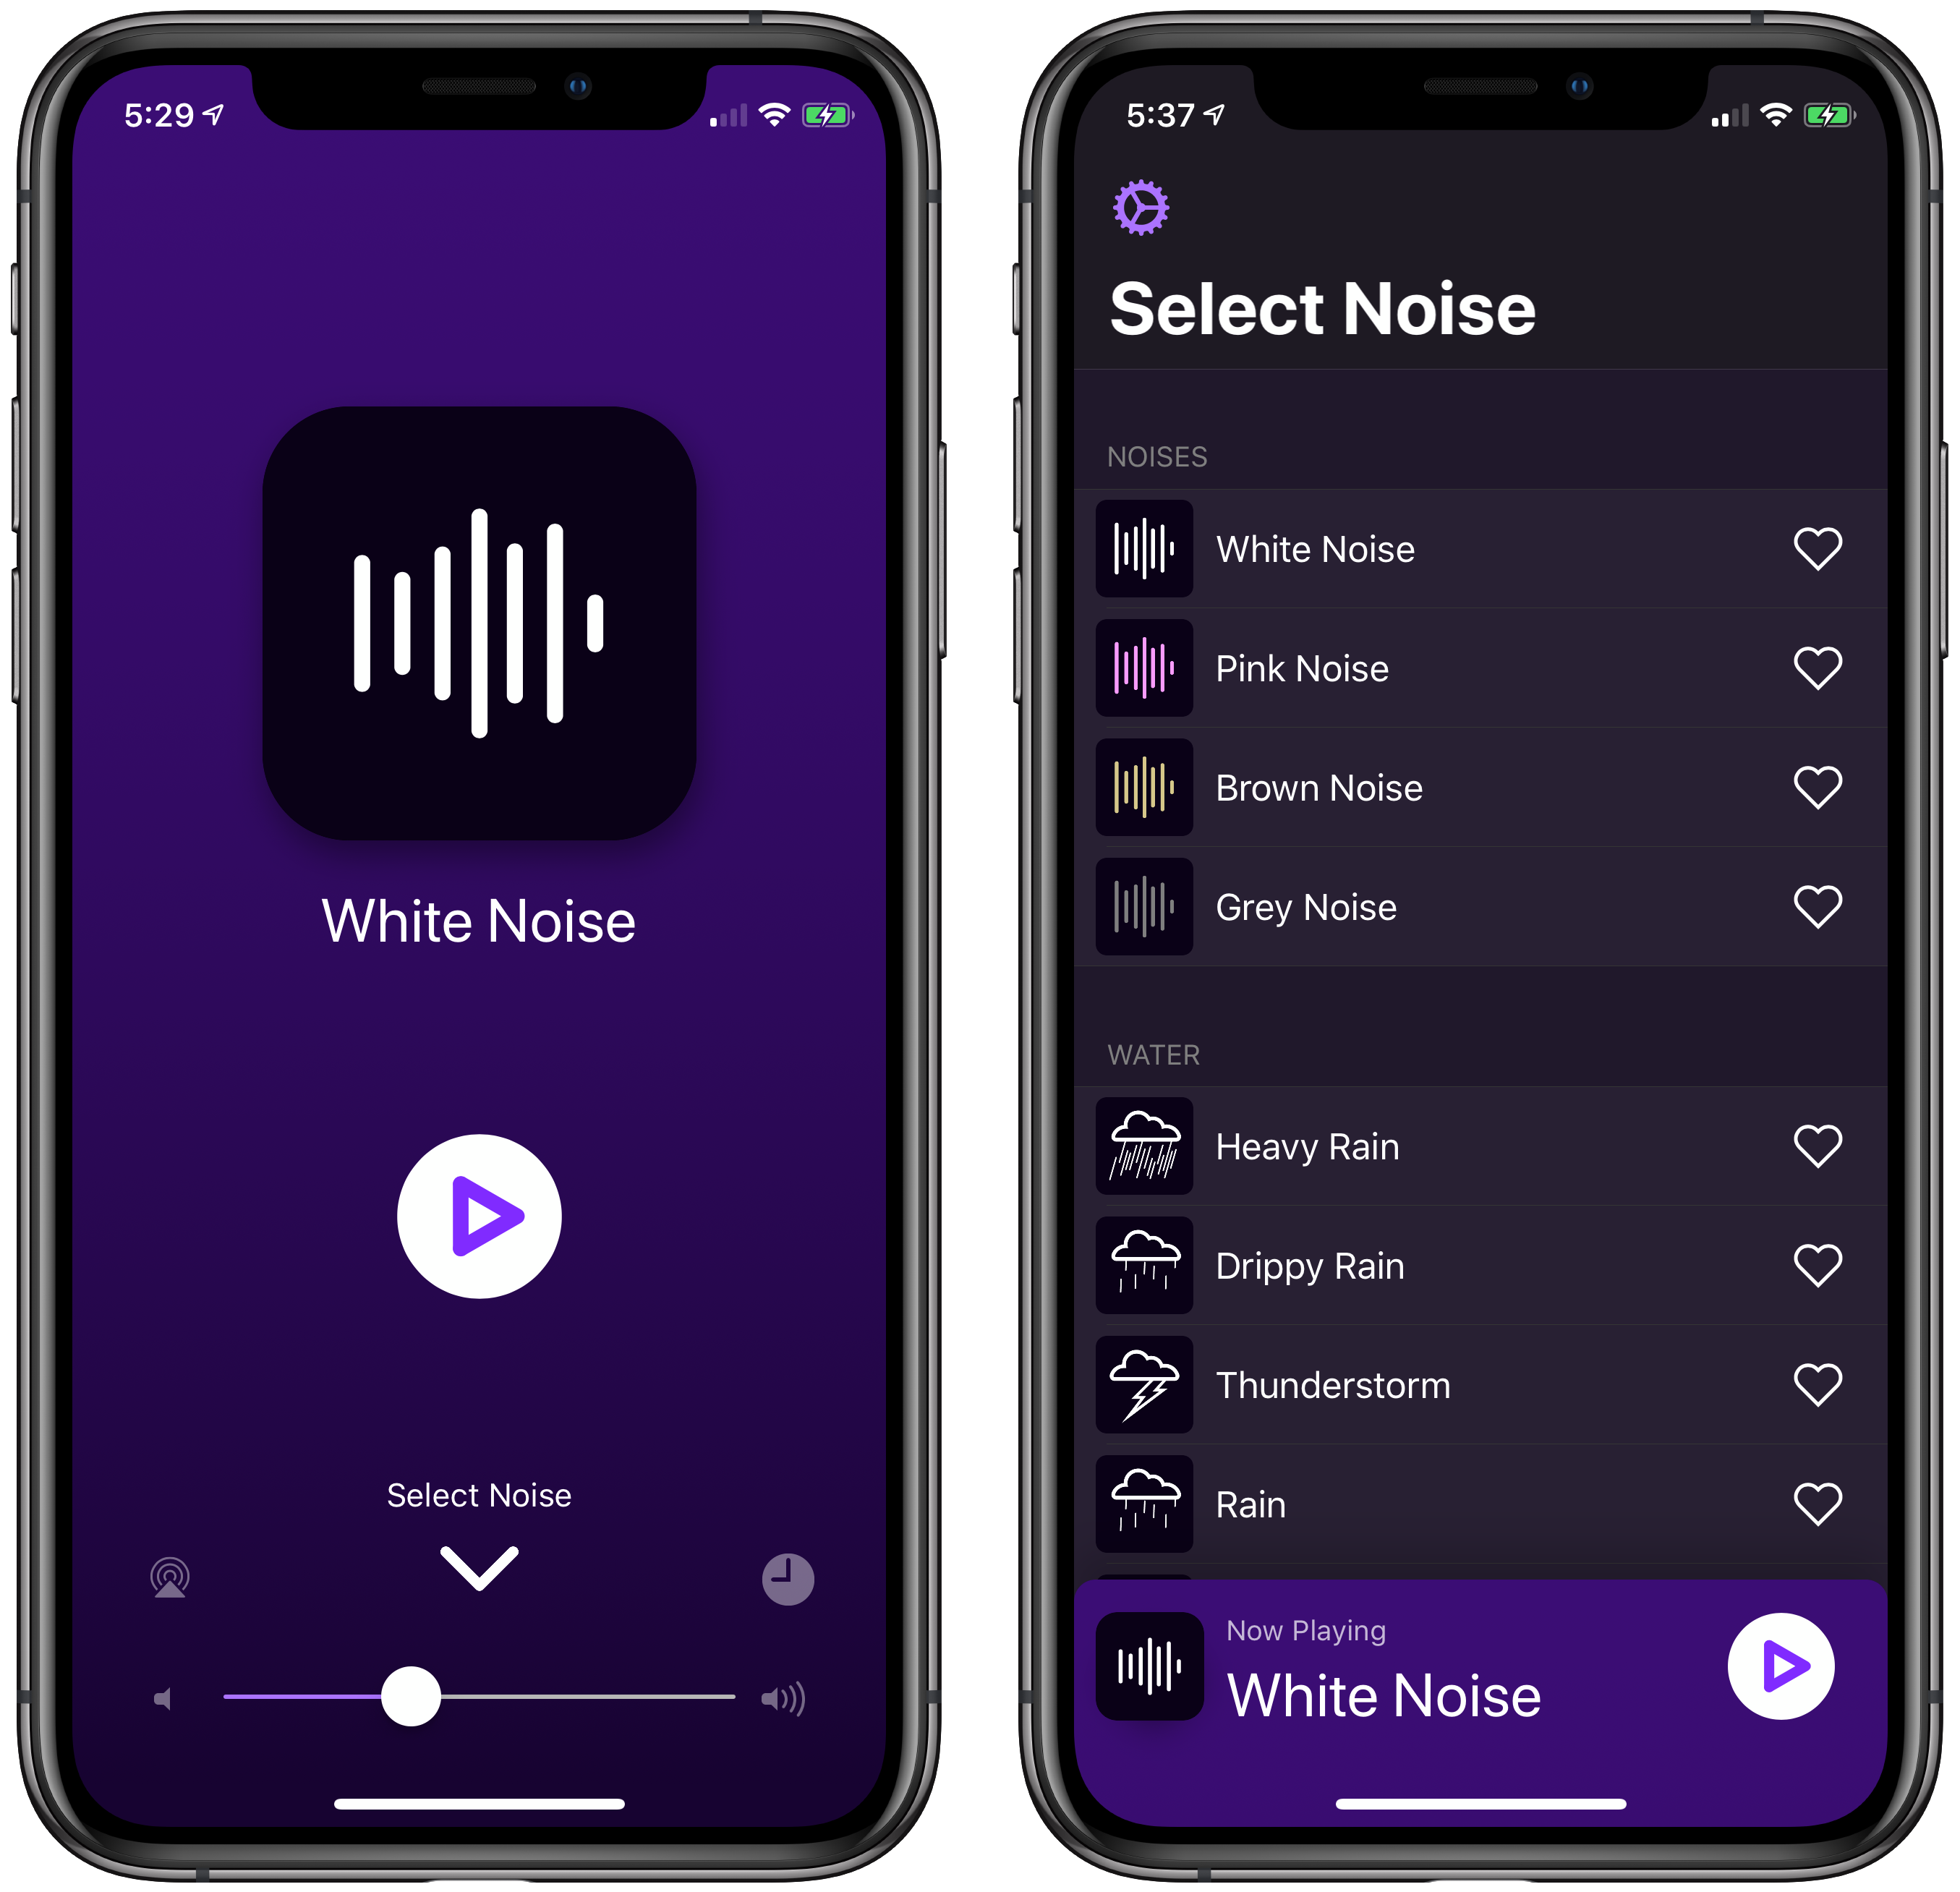 5:29
White Noise
Select Noise
5:37
Select Noise
NOISES
White Noise
Pink Noise
Brown Noise
Grey Noise
WATER
Heavy Rain
Drippy Rain
Thunderstorm
Rain
Now Playing
White Noise